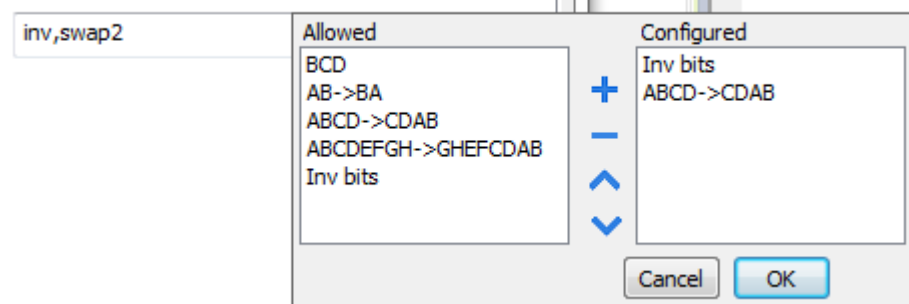 inv,swap2
Allowed
BCD
AB->BA
ABCD->CDAB
ABCDEFGH->GHEFCDAB
Inv bits
Configured
Inv bits
ABCD->CDAB
Cancel
OK